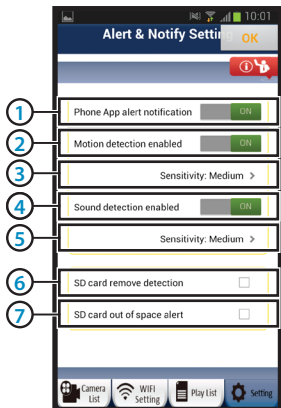 10:01
Alert & Notify Setting
OK
1 Phone App alert notification ON
2 Motion detection enabled ON
3 Sensitivity: Medium >
4 Sound detection enabled ON
5 Sensitivity: Medium >
6 SD card remove detection
7 SD card out of space alert
Camera List
WIFI Setting
Play List
Setting